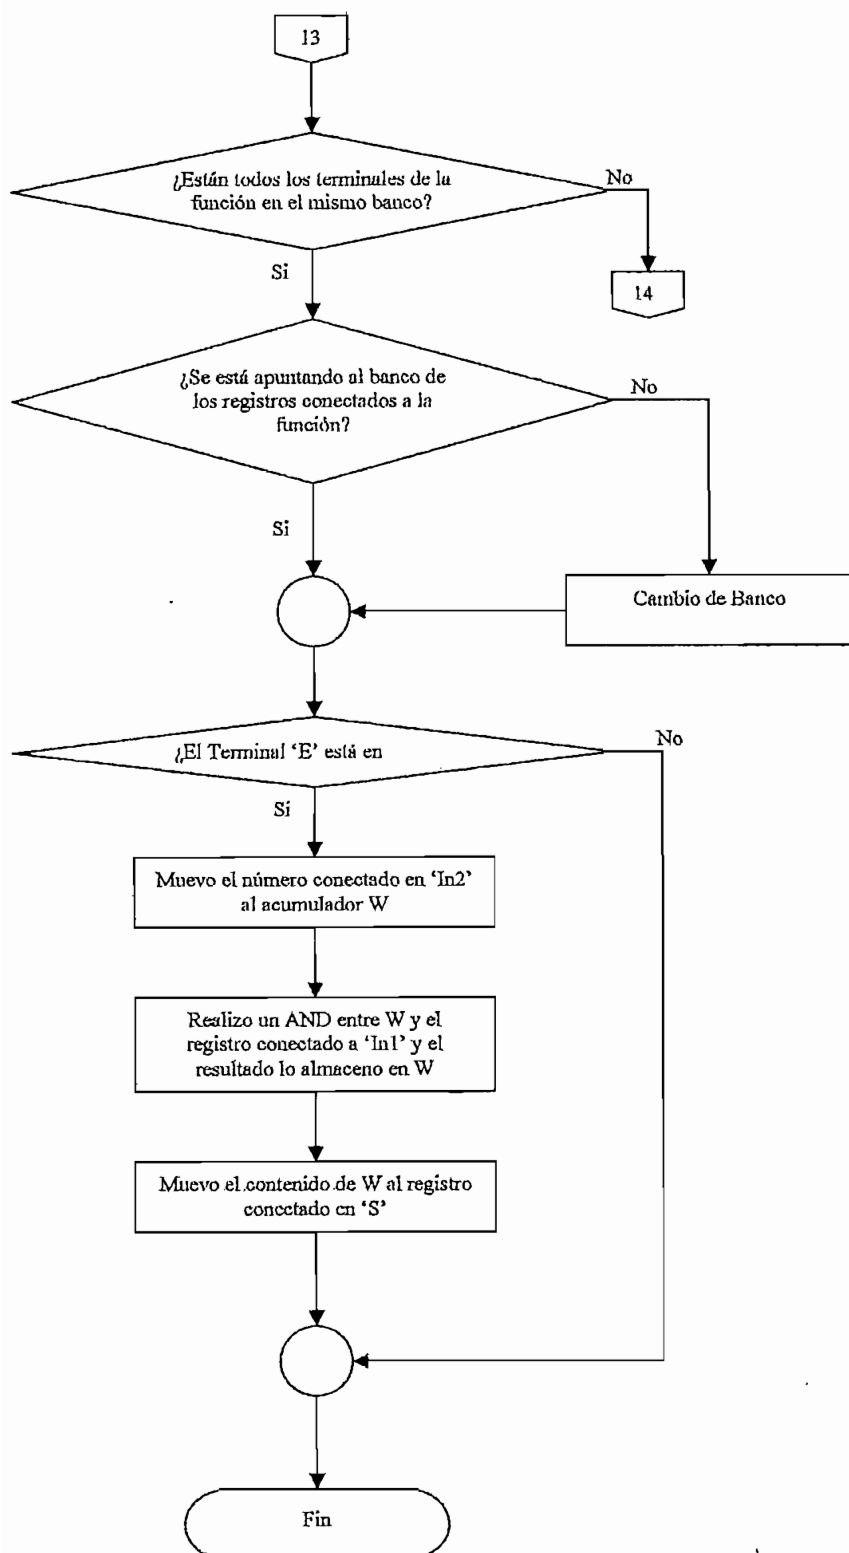 13
¿Están todos los terminales de la
función en el mismo banco?
No
Si
14
¿Se está apuntando al banco de
los registros conectados a la
función?
No
Si
Cambio de Banco
¿El Terminal ‘E’ está en
No
Si
Muevo el número conectado en ‘In2’
al acumulador W
Realizo un AND entre W y el
registro conectado a ‘In1’ y el
resultado lo almaceno en W
Muevo el contenido de W al registro
conectado en ‘S’
Fin